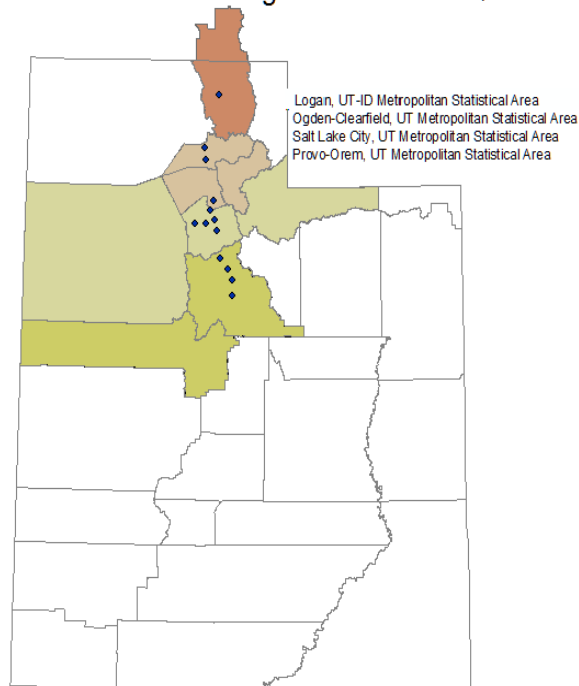 Logan, UT-ID Metropolitan Statistical Area
Ogden-Clearfield, UT Metropolitan Statistical Area
Salt Lake City, UT Metropolitan Statistical Area
Provo-Orem, UT Metropolitan Statistical Area